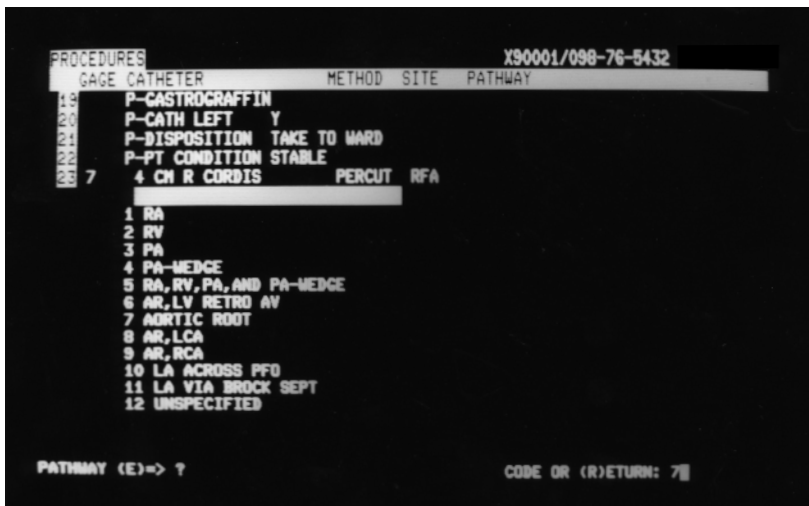 PROCEDURES X90001/098-76-5432
GAGE CATHETER METHOD SITE PATHWAY
19 P-GASTROGRAFFIN
20 P-CATH LEFT Y
21 P-DISPOSITION TAKE TO WARD
22 P-PT CONDITION STABLE
23 7 4 CM R CORDIS PERCUT RFA
1 RA
2 RV
3 PA
4 PA-WEDGE
5 RA,RV,PA,AND PA-WEDGE
6 AR,LV RETRO AV
7 AORTIC ROOT
8 AR,LCA
9 AR,RCA
10 LA ACROSS PFO
11 LA VIA BROCK SEPT
12 UNSPECIFIED
PATHWAY (E)=> ? CODE OR (R)ETURN: 7